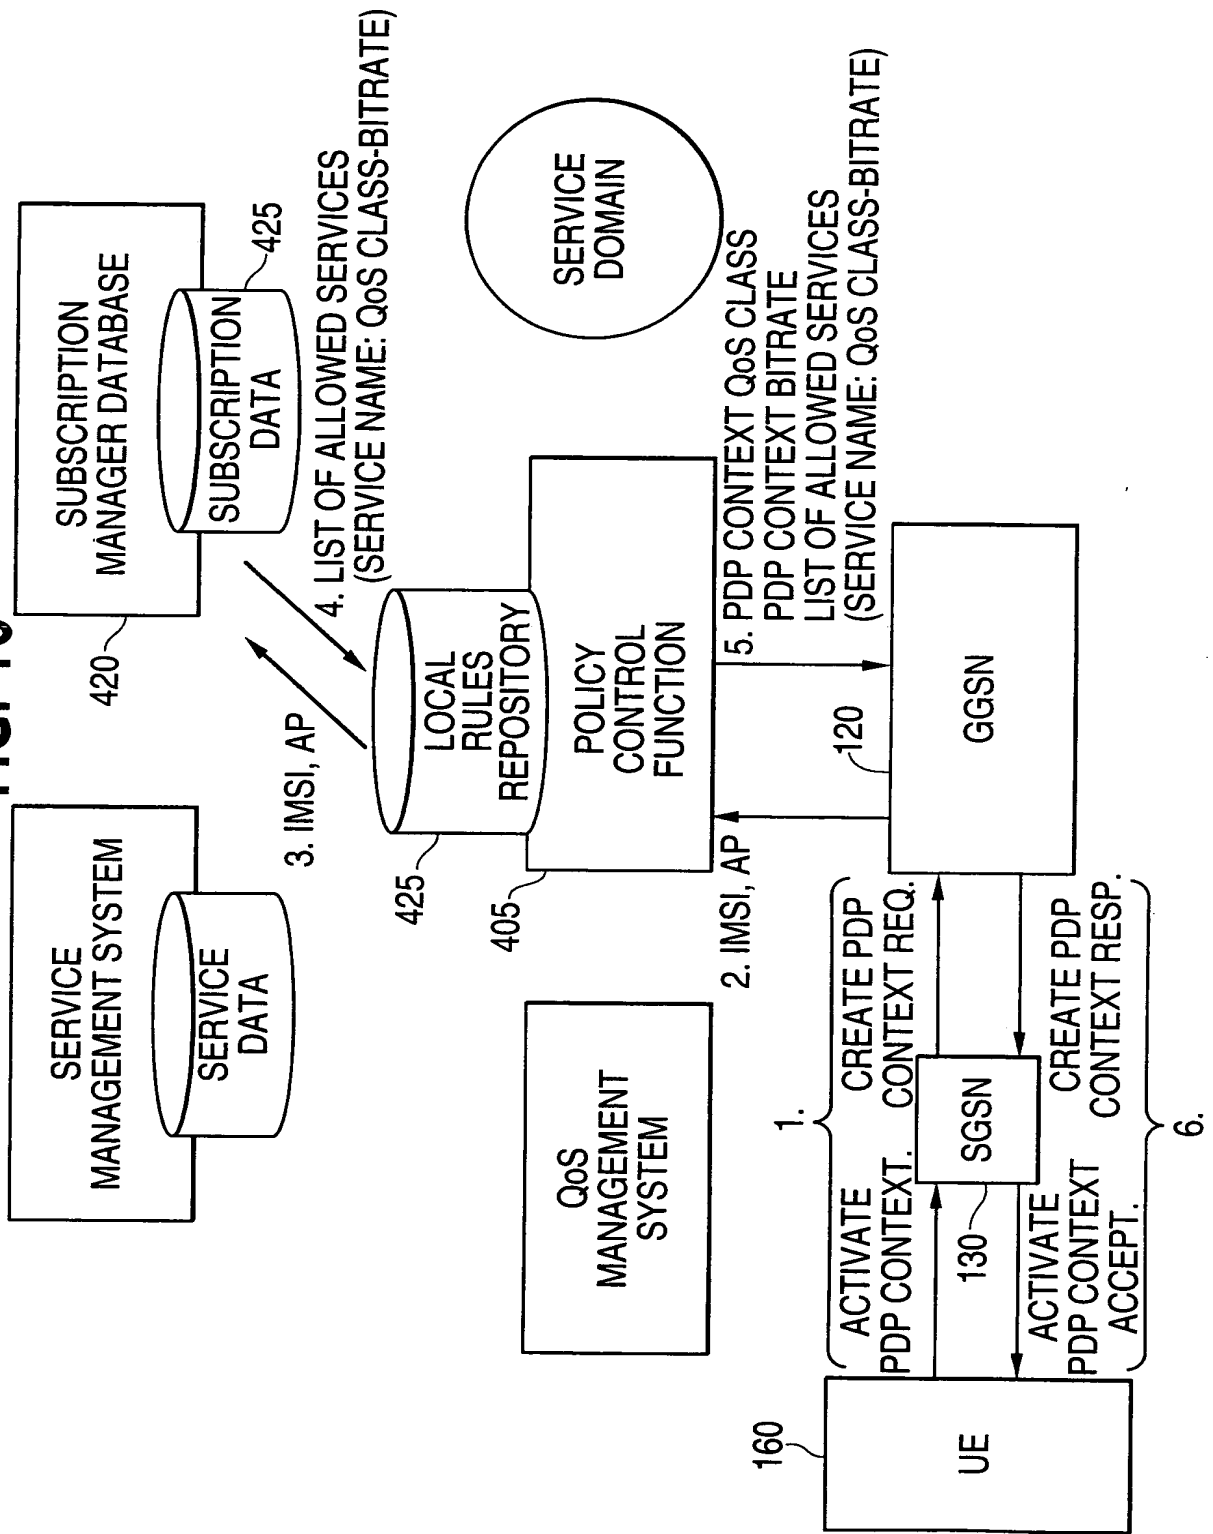 SERVICE
MANAGEMENT SYSTEM
SERVICE
DATA
SUBSCRIPTION
MANAGER DATABASE
420
SUBSCRIPTION
DATA
425
3. IMSI, AP
4. LIST OF ALLOWED SERVICES
(SERVICE NAME: QoS CLASS-BITRATE)
QoS
MANAGEMENT
SYSTEM
LOCAL
RULES
REPOSITORY
425
405
POLICY
CONTROL
FUNCTION
SERVICE
DOMAIN
2. IMSI, AP
5. PDP CONTEXT QoS CLASS
PDP CONTEXT BITRATE
LIST OF ALLOWED SERVICES
(SERVICE NAME: QoS CLASS-BITRATE)
1.
160
UE
ACTIVATE
PDP CONTEXT.
CREATE PDP
CONTEXT REQ.
130
SGSN
120
GGSN
ACTIVATE
PDP CONTEXT
ACCEPT.
CREATE PDP
CONTEXT RESP.
6.